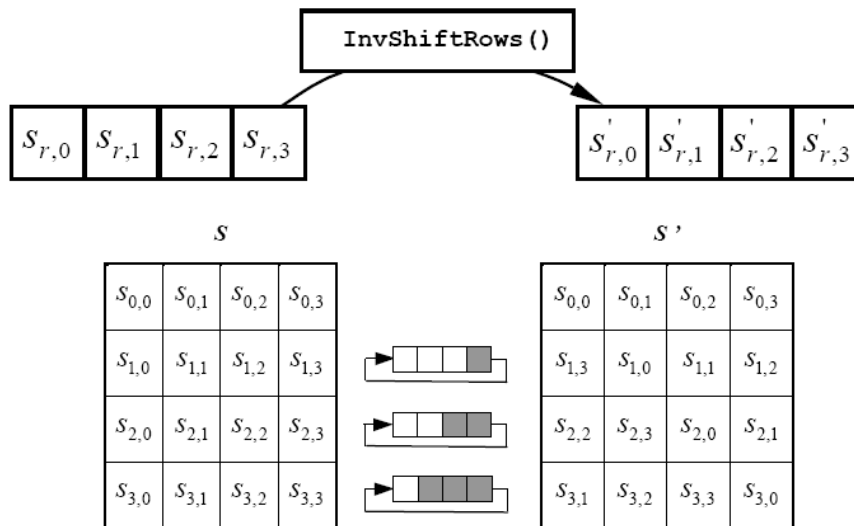 InvShiftRows()
S_{r,0} S_{r,1} S_{r,2} S_{r,3} S'_{r,0} S'_{r,1} S'_{r,2} S'_{r,3}
S S'
S_{0,0} S_{0,1} S_{0,2} S_{0,3} S_{0,0} S_{0,1} S_{0,2} S_{0,3}
S_{1,0} S_{1,1} S_{1,2} S_{1,3} S_{1,3} S_{1,0} S_{1,1} S_{1,2}
S_{2,0} S_{2,1} S_{2,2} S_{2,3} S_{2,2} S_{2,3} S_{2,0} S_{2,1}
S_{3,0} S_{3,1} S_{3,2} S_{3,3} S_{3,1} S_{3,2} S_{3,3} S_{3,0}